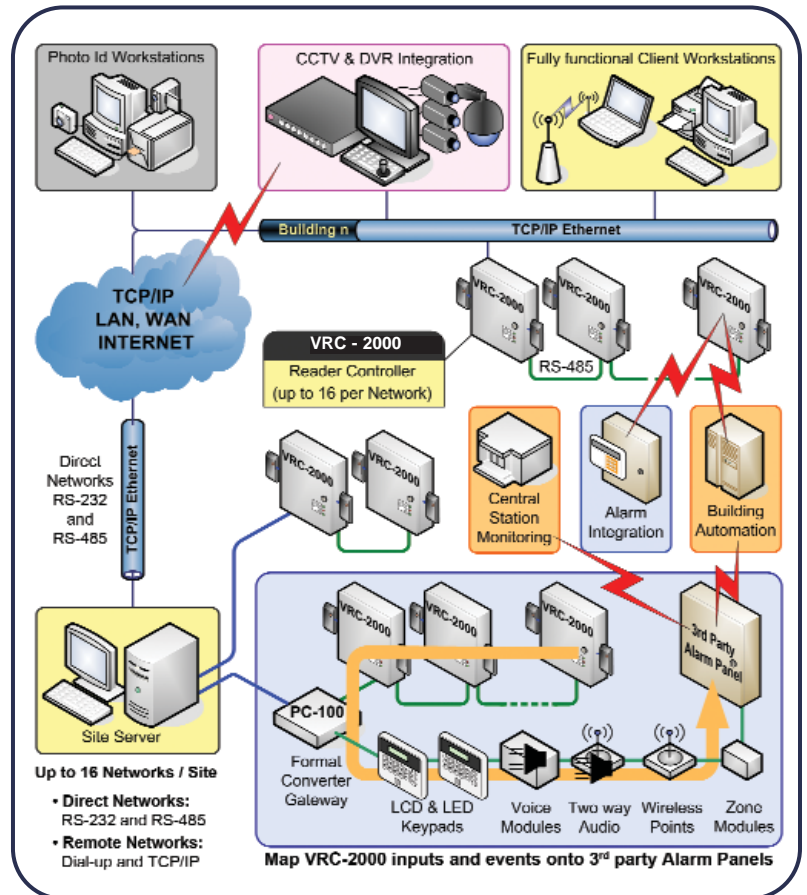 Photo Id Workstations
CCTV & DVR Integration
Fully functional Client Workstations
Building n
TCP/IP Ethernet
TCP/IP
LAN, WAN
INTERNET
VRC-2000
VRC-2000
VRC-2000
VRC - 2000
Reader Controller
(up to 16 per Network)
RS-485
Direct
Networks
RS-232
and
RS-485
TCP/IP Ethernet
VRC-2000
VRC-2000
Central
Station
Monitoring
Alarm
Integration
Building
Automation
VRC-2000
VRC-2000
VRC-2000
3rd Party
Alarm Panel
PC-100
Site Server
Formal
Converter
Gateway
LCD & LED
Keypads
Voice
Modules
Two way
Audio
Wireless
Points
Zone
Modules
Up to 16 Networks / Site
• Direct Networks:
RS-232 and RS-485
• Remote Networks:
Dial-up and TCP/IP
Map VRC-2000 inputs and events onto 3rd party Alarm Panels